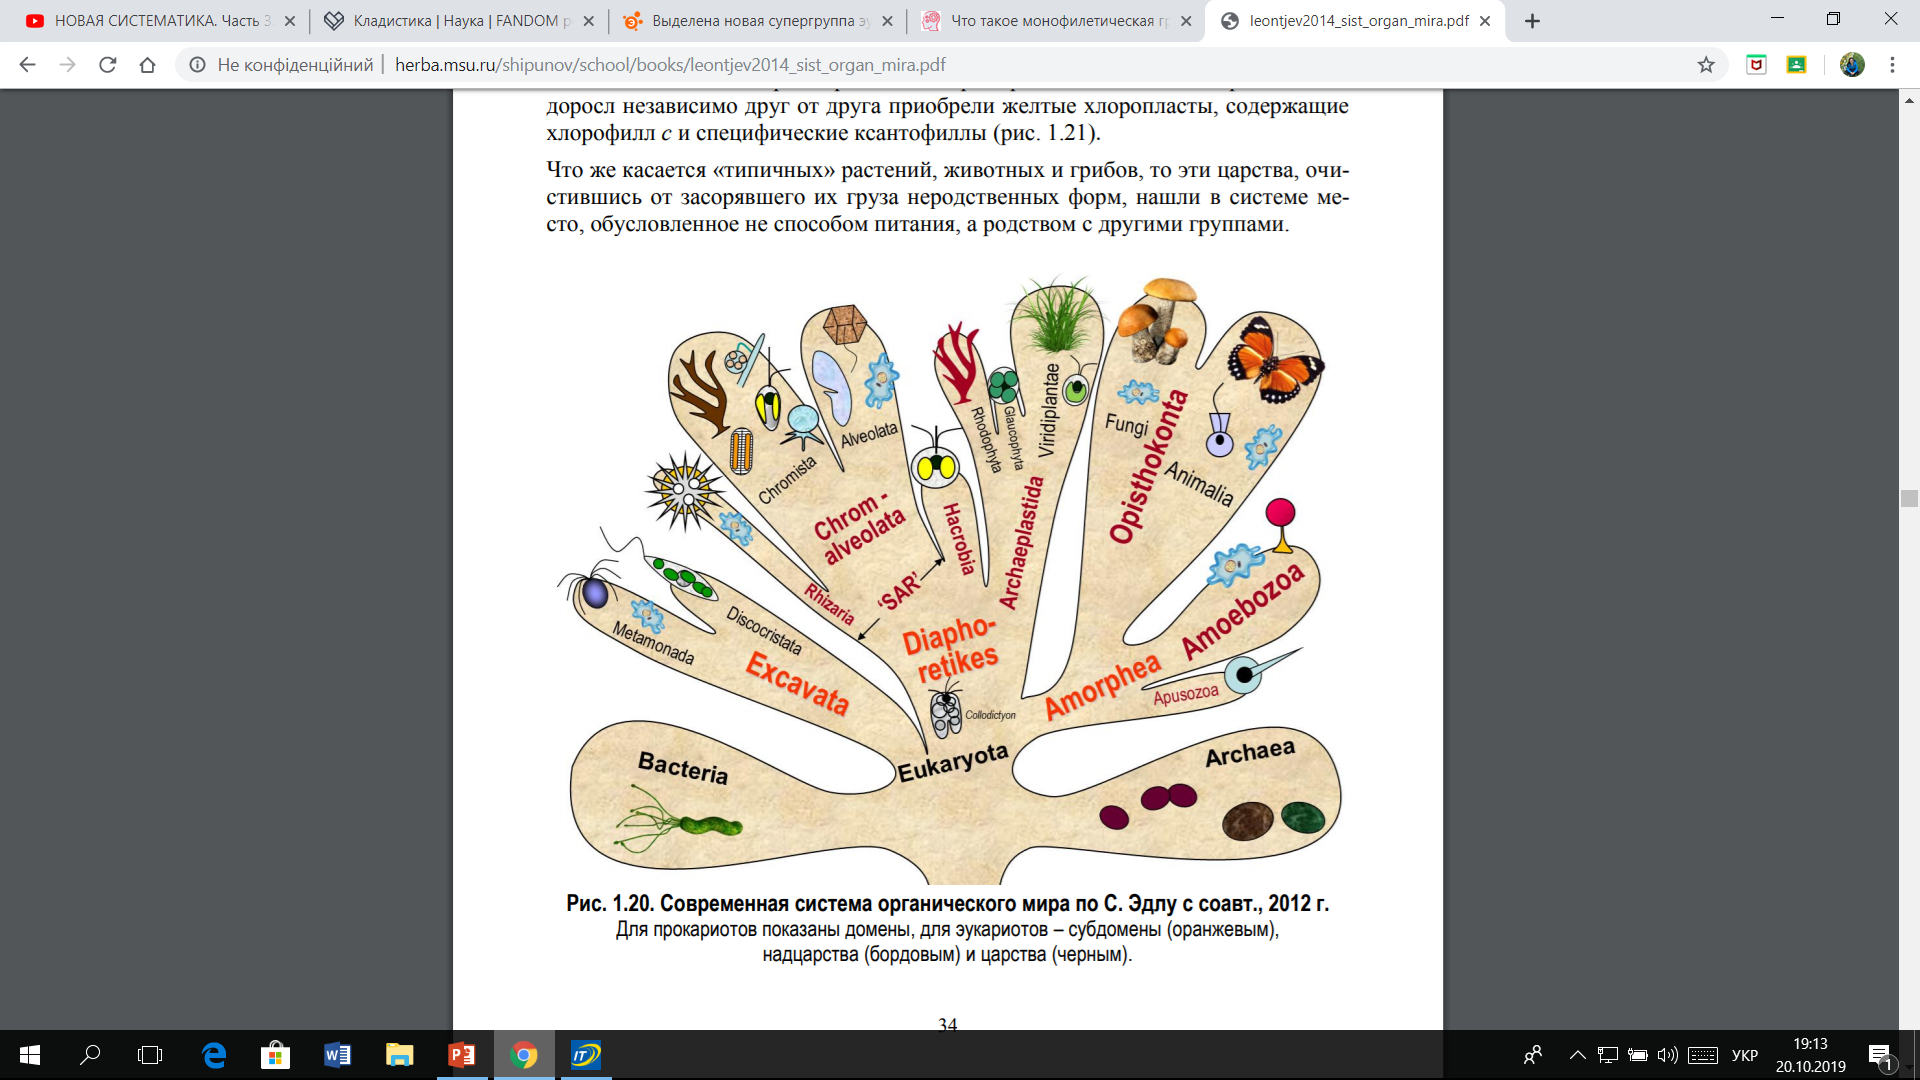 НОВАЯ СИСТЕМАТИКА. Часть 3.
Кладистика | Наука | FANDOM p
Выделена новая супергруппа эу
Что такое монофилетическая гр
leontjev2014_sist_organ_mira.pdf
Не конфіденційний
herba.msu.ru/shipunov/school/books/leontjev2014_sist_organ_mira.pdf
доросл независимо друг от друга приобрели желтые хлоропласты, содержащие
хлорофилл c и специфические ксантофиллы (рис. 1.21).
Что же касается «типичных» растений, животных и грибов, то эти царства, очи-
стившись от засорявшего их груза неродственных форм, нашли в системе ме-
сто, обусловленное не способом питания, а родством с другими группами.
Chromista
Alveolata
Rhodophyta
Glaucophyta
Viridiplantae
Fungi
Animalia
Opisthokonta
Chrom -
alveolata
Hacrobia
Archaeplastida
Rhizaria
‘SAR’
Amoebozoa
Metamonada
Discocristata
Excavata
Diapho-
retikes
Amorphea
Apusozoa
Collodictyon
Bacteria
Eukaryota
Archaea
Рис. 1.20. Современная система органического мира по С. Эдлу с соавт., 2012 г.
Для прокариотов показаны домены, для эукариотов – субдомены (оранжевым),
надцарства (бордовым) и царства (черным).
34
УКР
19:13
20.10.2019
1